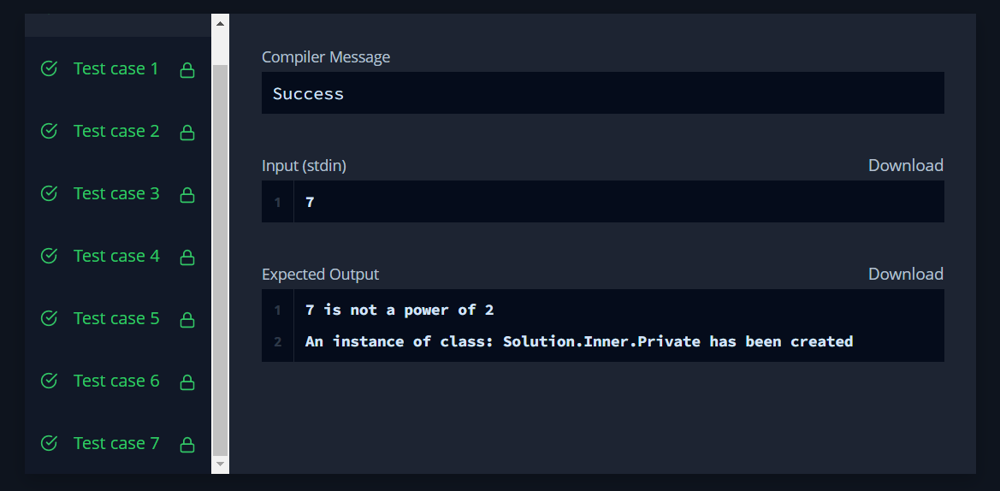 Test case 1
Test case 2
Test case 3
Test case 4
Test case 5
Test case 6
Test case 7
Compiler Message
Success
Input (stdin)
Download
1 7
Expected Output
Download
1 7 is not a power of 2
2 An instance of class: Solution.Inner.Private has been created